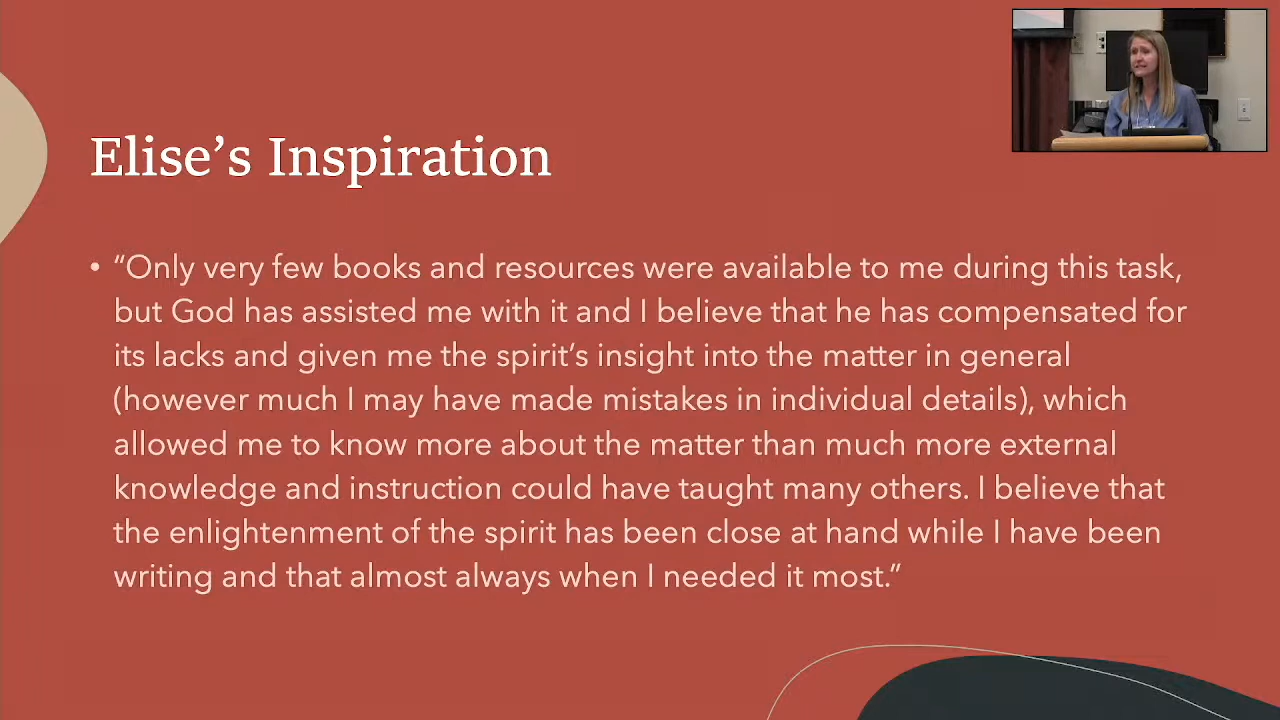 Elise’s Inspiration
• “Only very few books and resources were available to me during this task,
but God has assisted me with it and I believe that he has compensated for
its lacks and given me the spirit’s insight into the matter in general
(however much I may have made mistakes in individual details), which
allowed me to know more about the matter than much more external
knowledge and instruction could have taught many others. I believe that
the enlightenment of the spirit has been close at hand while I have been
writing and that almost always when I needed it most.”